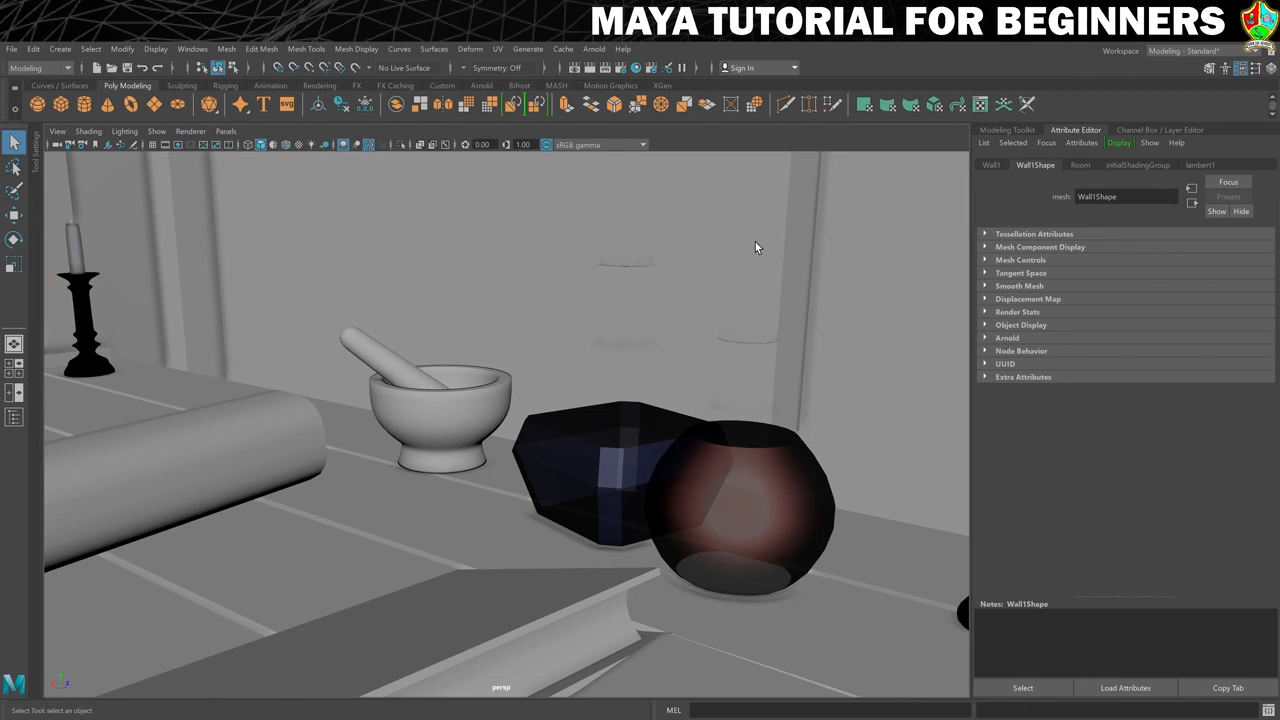 MAYA TUTORIAL FOR BEGINNERS
File Edit Create Select Modify Display Windows Mesh Edit Mesh Mesh Tools Mesh Display Curves Surfaces Deform UV Generate Cache Arnold Help
Workspace: Modeling - Standard*
Modeling No Live Surface Symmetry: Off Sign In
Curves / Surfaces Poly Modeling Sculpting Rigging Animation Rendering FX FX Caching Custom Arnold Bifrost MASH Motion Graphics XGen
View Shading Lighting Show Renderer Panels
0.00 1.00 sRGB gamma
Tool Settings
Modeling Toolkit Attribute Editor Channel Box / Layer Editor
List Selected Focus Attributes Display Show Help
Wall1 Wall1Shape Room initialShadingGroup lambert1
mesh: Wall1Shape
Focus
Presets
Show Hide
Tessellation Attributes
Mesh Component Display
Mesh Controls
Tangent Space
Smooth Mesh
Displacement Map
Render Stats
Object Display
Arnold
Node Behavior
UUID
Extra Attributes
Notes: Wall1Shape
Select Load Attributes Copy Tab
persp
Select Tool: select an object
MEL